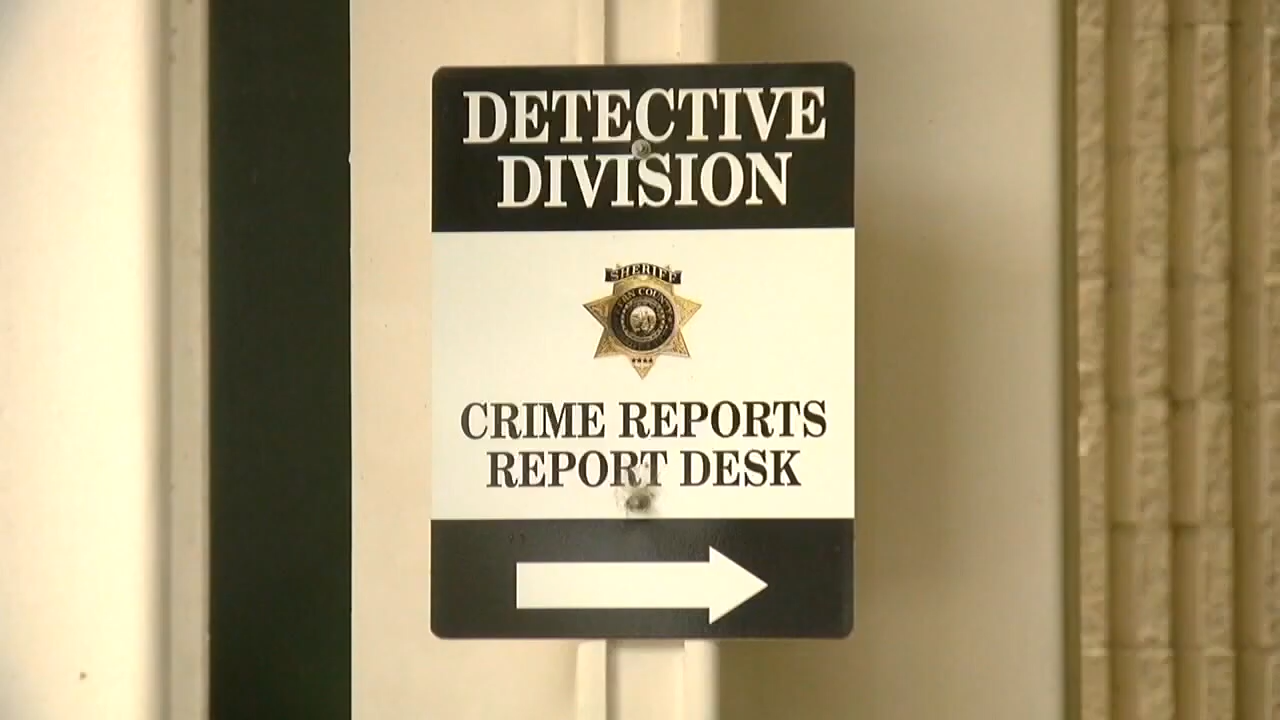 DETECTIVE
DIVISION
SHERIFF
CRIME REPORTS
REPORT DESK